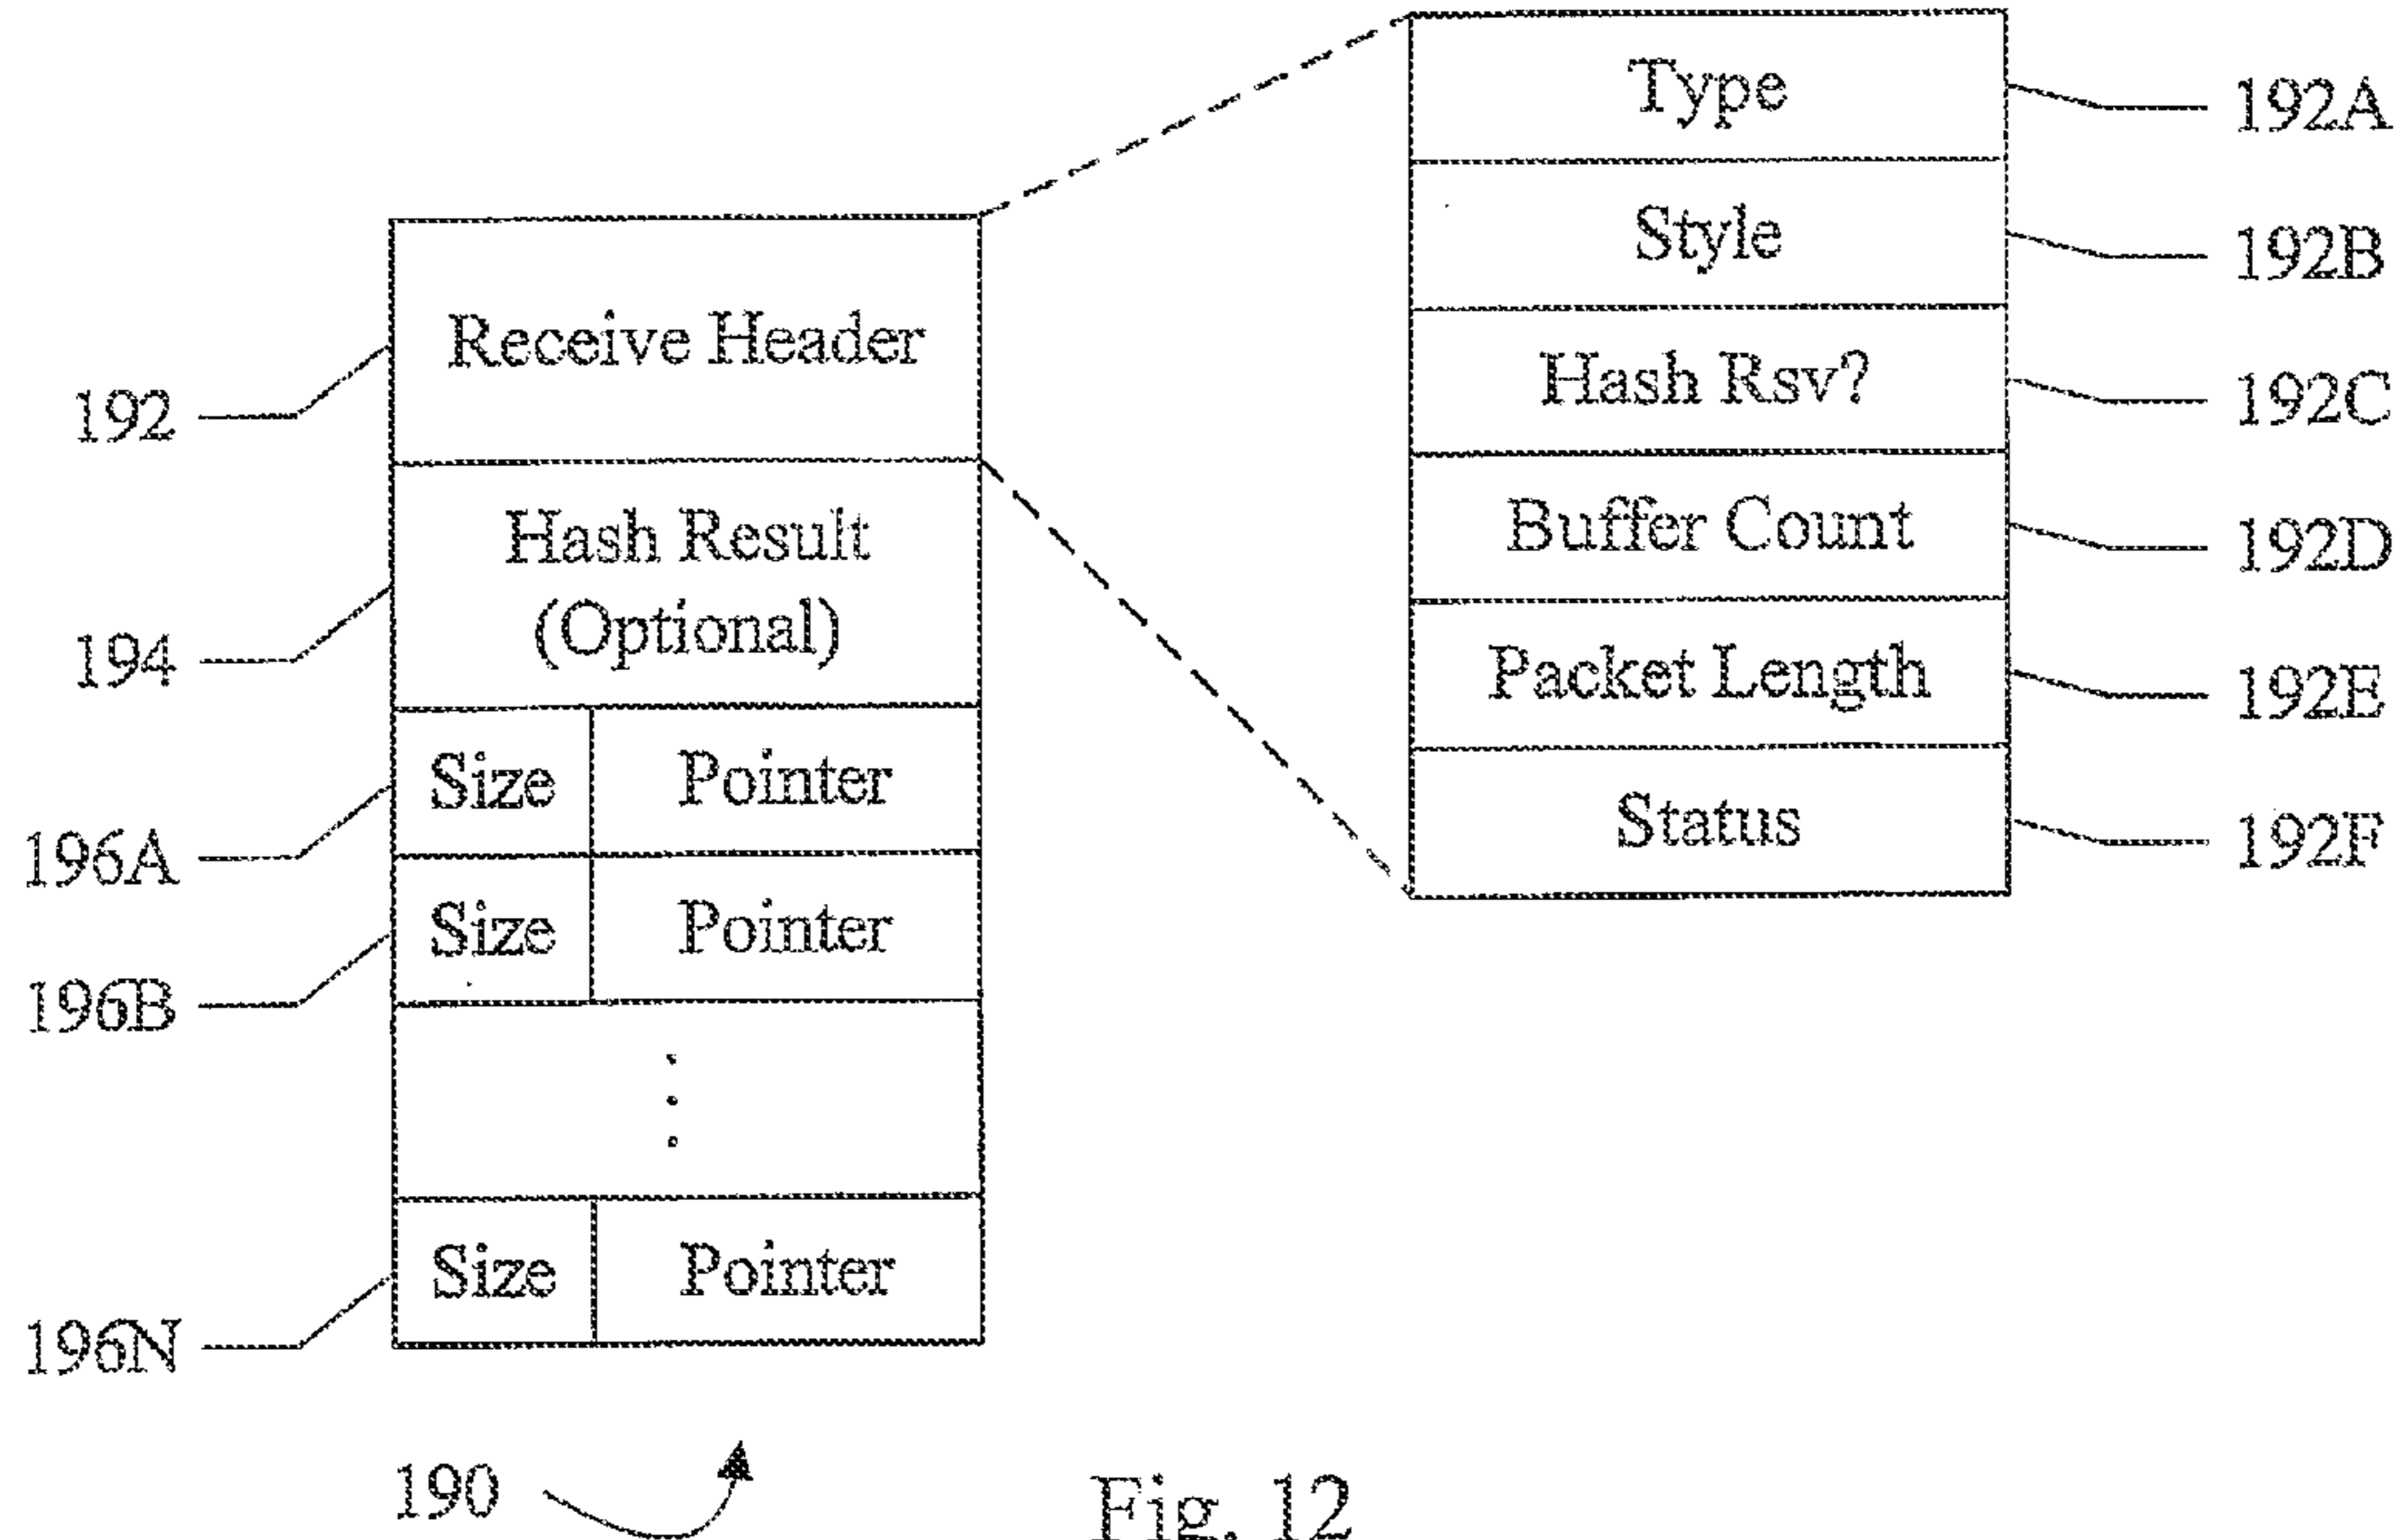 Type
192A
Style
192B
Receive Header
Hash Rsv?
192C
192
Hash Result
(Optional)
Buffer Count
192D
194
Packet Length
192E
Size Pointer
196A
Status
192F
Size Pointer
196B
Size Pointer
196N
190
Fig. 12